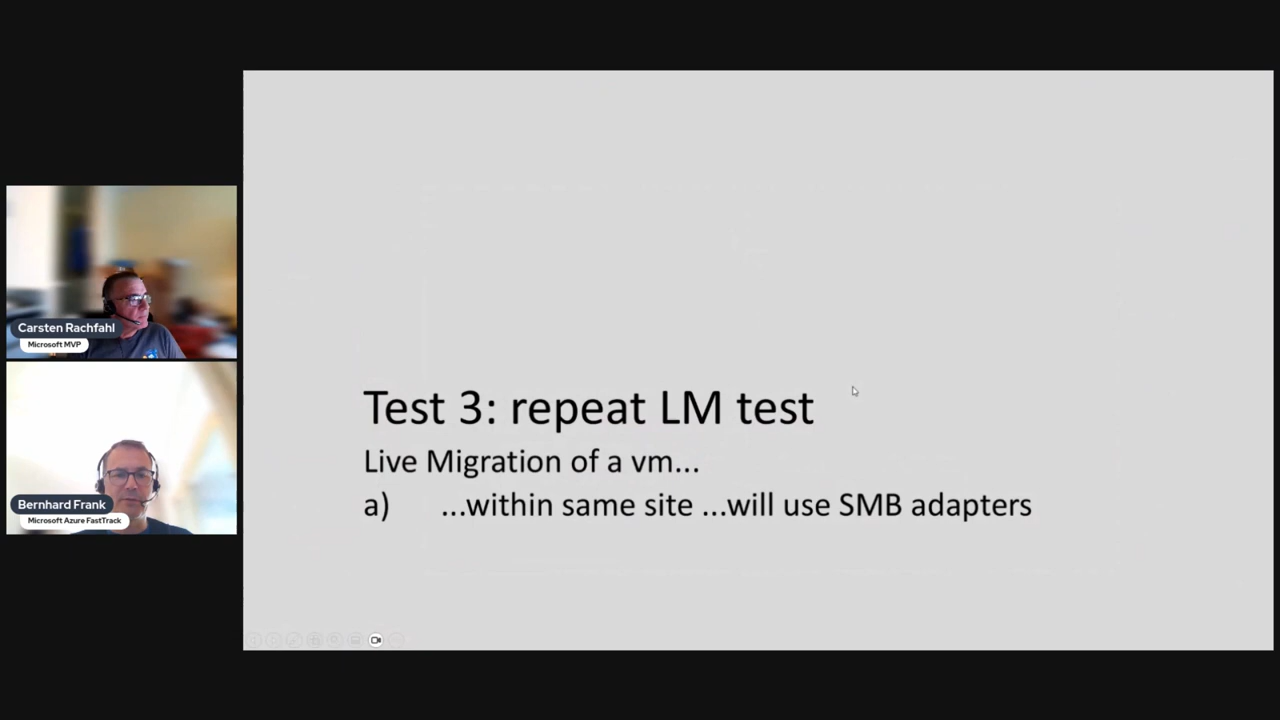 Carsten Rachfahl
Microsoft MVP
Bernhard Frank
Microsoft Azure FastTrack
Test 3: repeat LM test
Live Migration of a vm...
a) ...within same site ...will use SMB adapters